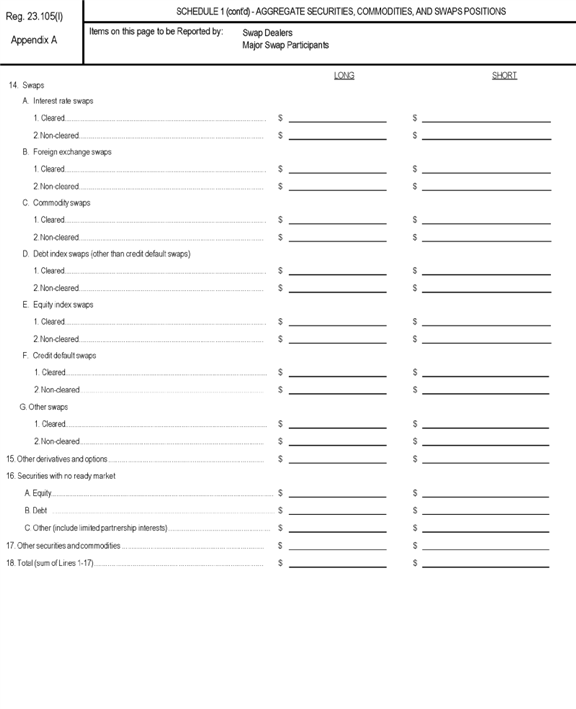 Reg. 23.105(l)
Appendix A
SCHEDULE 1 (cont'd) - AGGREGATE SECURITIES, COMMODITIES, AND SWAPS POSITIONS
Items on this page to be Reported by: Swap Dealers
Major Swap Participants
LONG SHORT
14. Swaps
A. Interest rate swaps
1. Cleared $ $
2. Non-cleared $ $
B. Foreign exchange swaps
1. Cleared $ $
2. Non-cleared $ $
C. Commodity swaps
1. Cleared $ $
2. Non-cleared $ $
D. Debt index swaps (other than credit default swaps)
1. Cleared $ $
2. Non-cleared $ $
E. Equity index swaps
1. Cleared $ $
2. Non-cleared $ $
F. Credit default swaps
1. Cleared $ $
2. Non-cleared $ $
G. Other swaps
1. Cleared $ $
2. Non-cleared $ $
15. Other derivatives and options $ $
16. Securities with no ready market
A. Equity $ $
B. Debt $ $
C. Other (include limited partnership interests) $ $
17. Other securities and commodities $ $
18. Total (sum of Lines 1-17) $ $